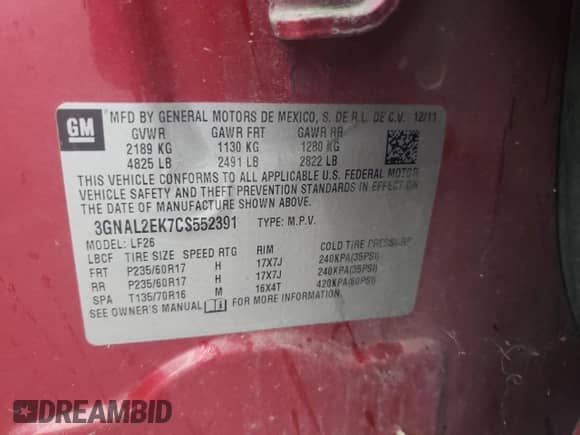 GM
MFD BY GENERAL MOTORS DE MEXICO, S. DE R.L. DE C.V. 12/11
GVWR GAWR FRT GAWR RR
2189 KG 1130 KG 1280 KG
4825 LB 2491 LB 2822 LB
THIS VEHICLE CONFORMS TO ALL APPLICABLE U.S. FEDERAL MOTOR
VEHICLE SAFETY AND THEFT PREVENTION STANDARDS IN EFFECT ON
THE DATE OF MANUFACTURE SHOWN ABOVE.
3GNAL2EK7CS552391 TYPE: M.P.V.
MODEL: LF26
LBCF TIRE SIZE SPEED RTG RIM COLD TIRE PRESSURE
FRT P235/60R17 H 17X7J 240KPA(35PSI)
RR P235/60R17 H 17X7J 240KPA(35PSI)
SPA T135/70R16 M 16X4T 420KPA(60PSI)
SEE OWNER'S MANUAL FOR MORE INFORMATION
DREAMBID